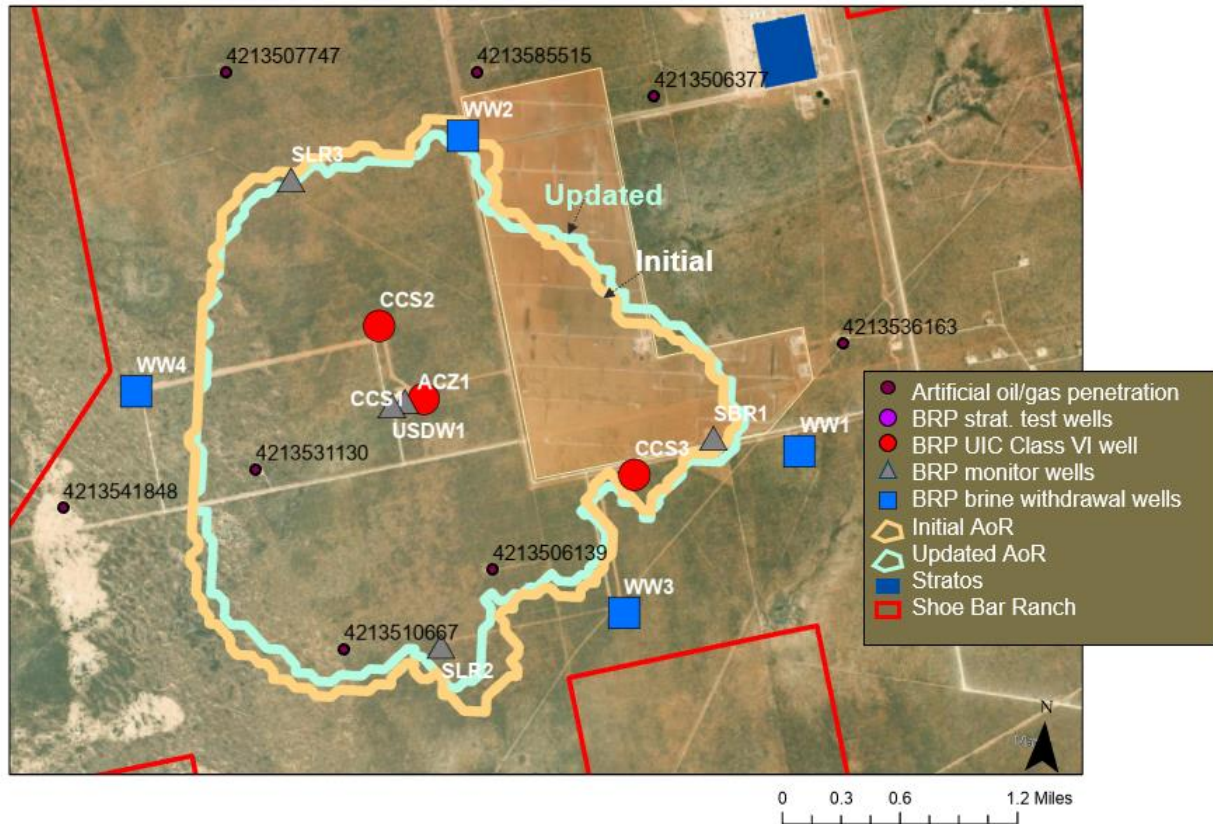 4213507747
4213585515
4213506377
WW2
SLR3
Updated
Initial
CCS2
4213536163
WW4
ACZ1
CCS1
USDW1
SBR1
WW1
CCS3
4213531130
4213541848
4213506139
WW3
4213510667
SLR2
Artificial oil/gas penetration
BRP strat. test wells
BRP UIC Class VI well
BRP monitor wells
BRP brine withdrawal wells
Initial AoR
Updated AoR
Stratos
Shoe Bar Ranch
N
0 0.3 0.6 1.2 Miles